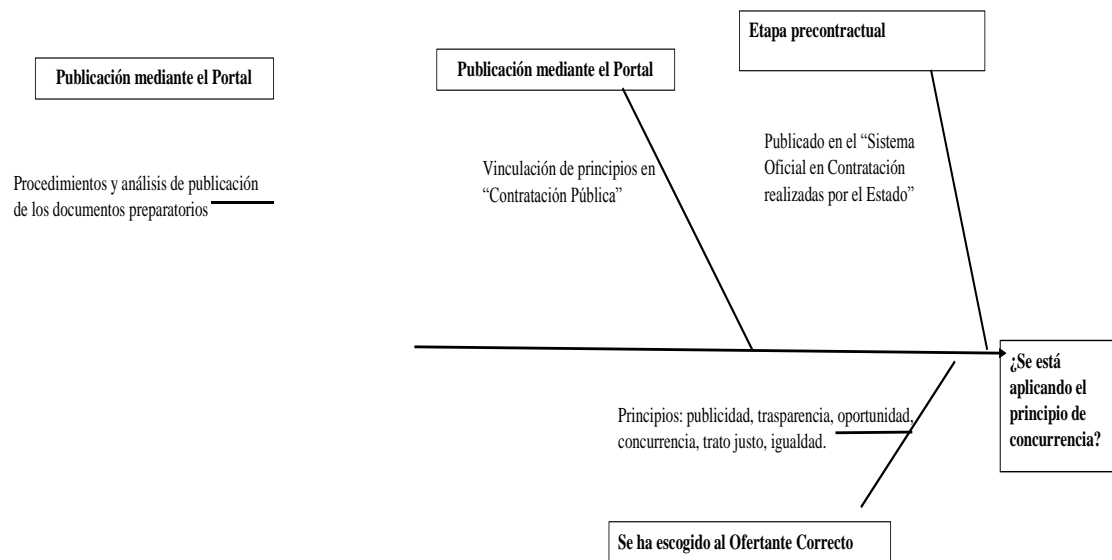 Publicación mediante el Portal
Procedimientos y análisis de publicación
de los documentos preparatorios
Publicación mediante el Portal
Vinculación de principios en
“Contratación Pública”
Etapa precontractual
Publicado en el “Sistema
Oficial en Contratación
realizadas por el Estado”
¿Se está
aplicando el
principio de
concurrencia?
Principios: publicidad, trasparencia, oportunidad,
concurrencia, trato justo, igualdad.
Se ha escogido al Ofertante Correcto